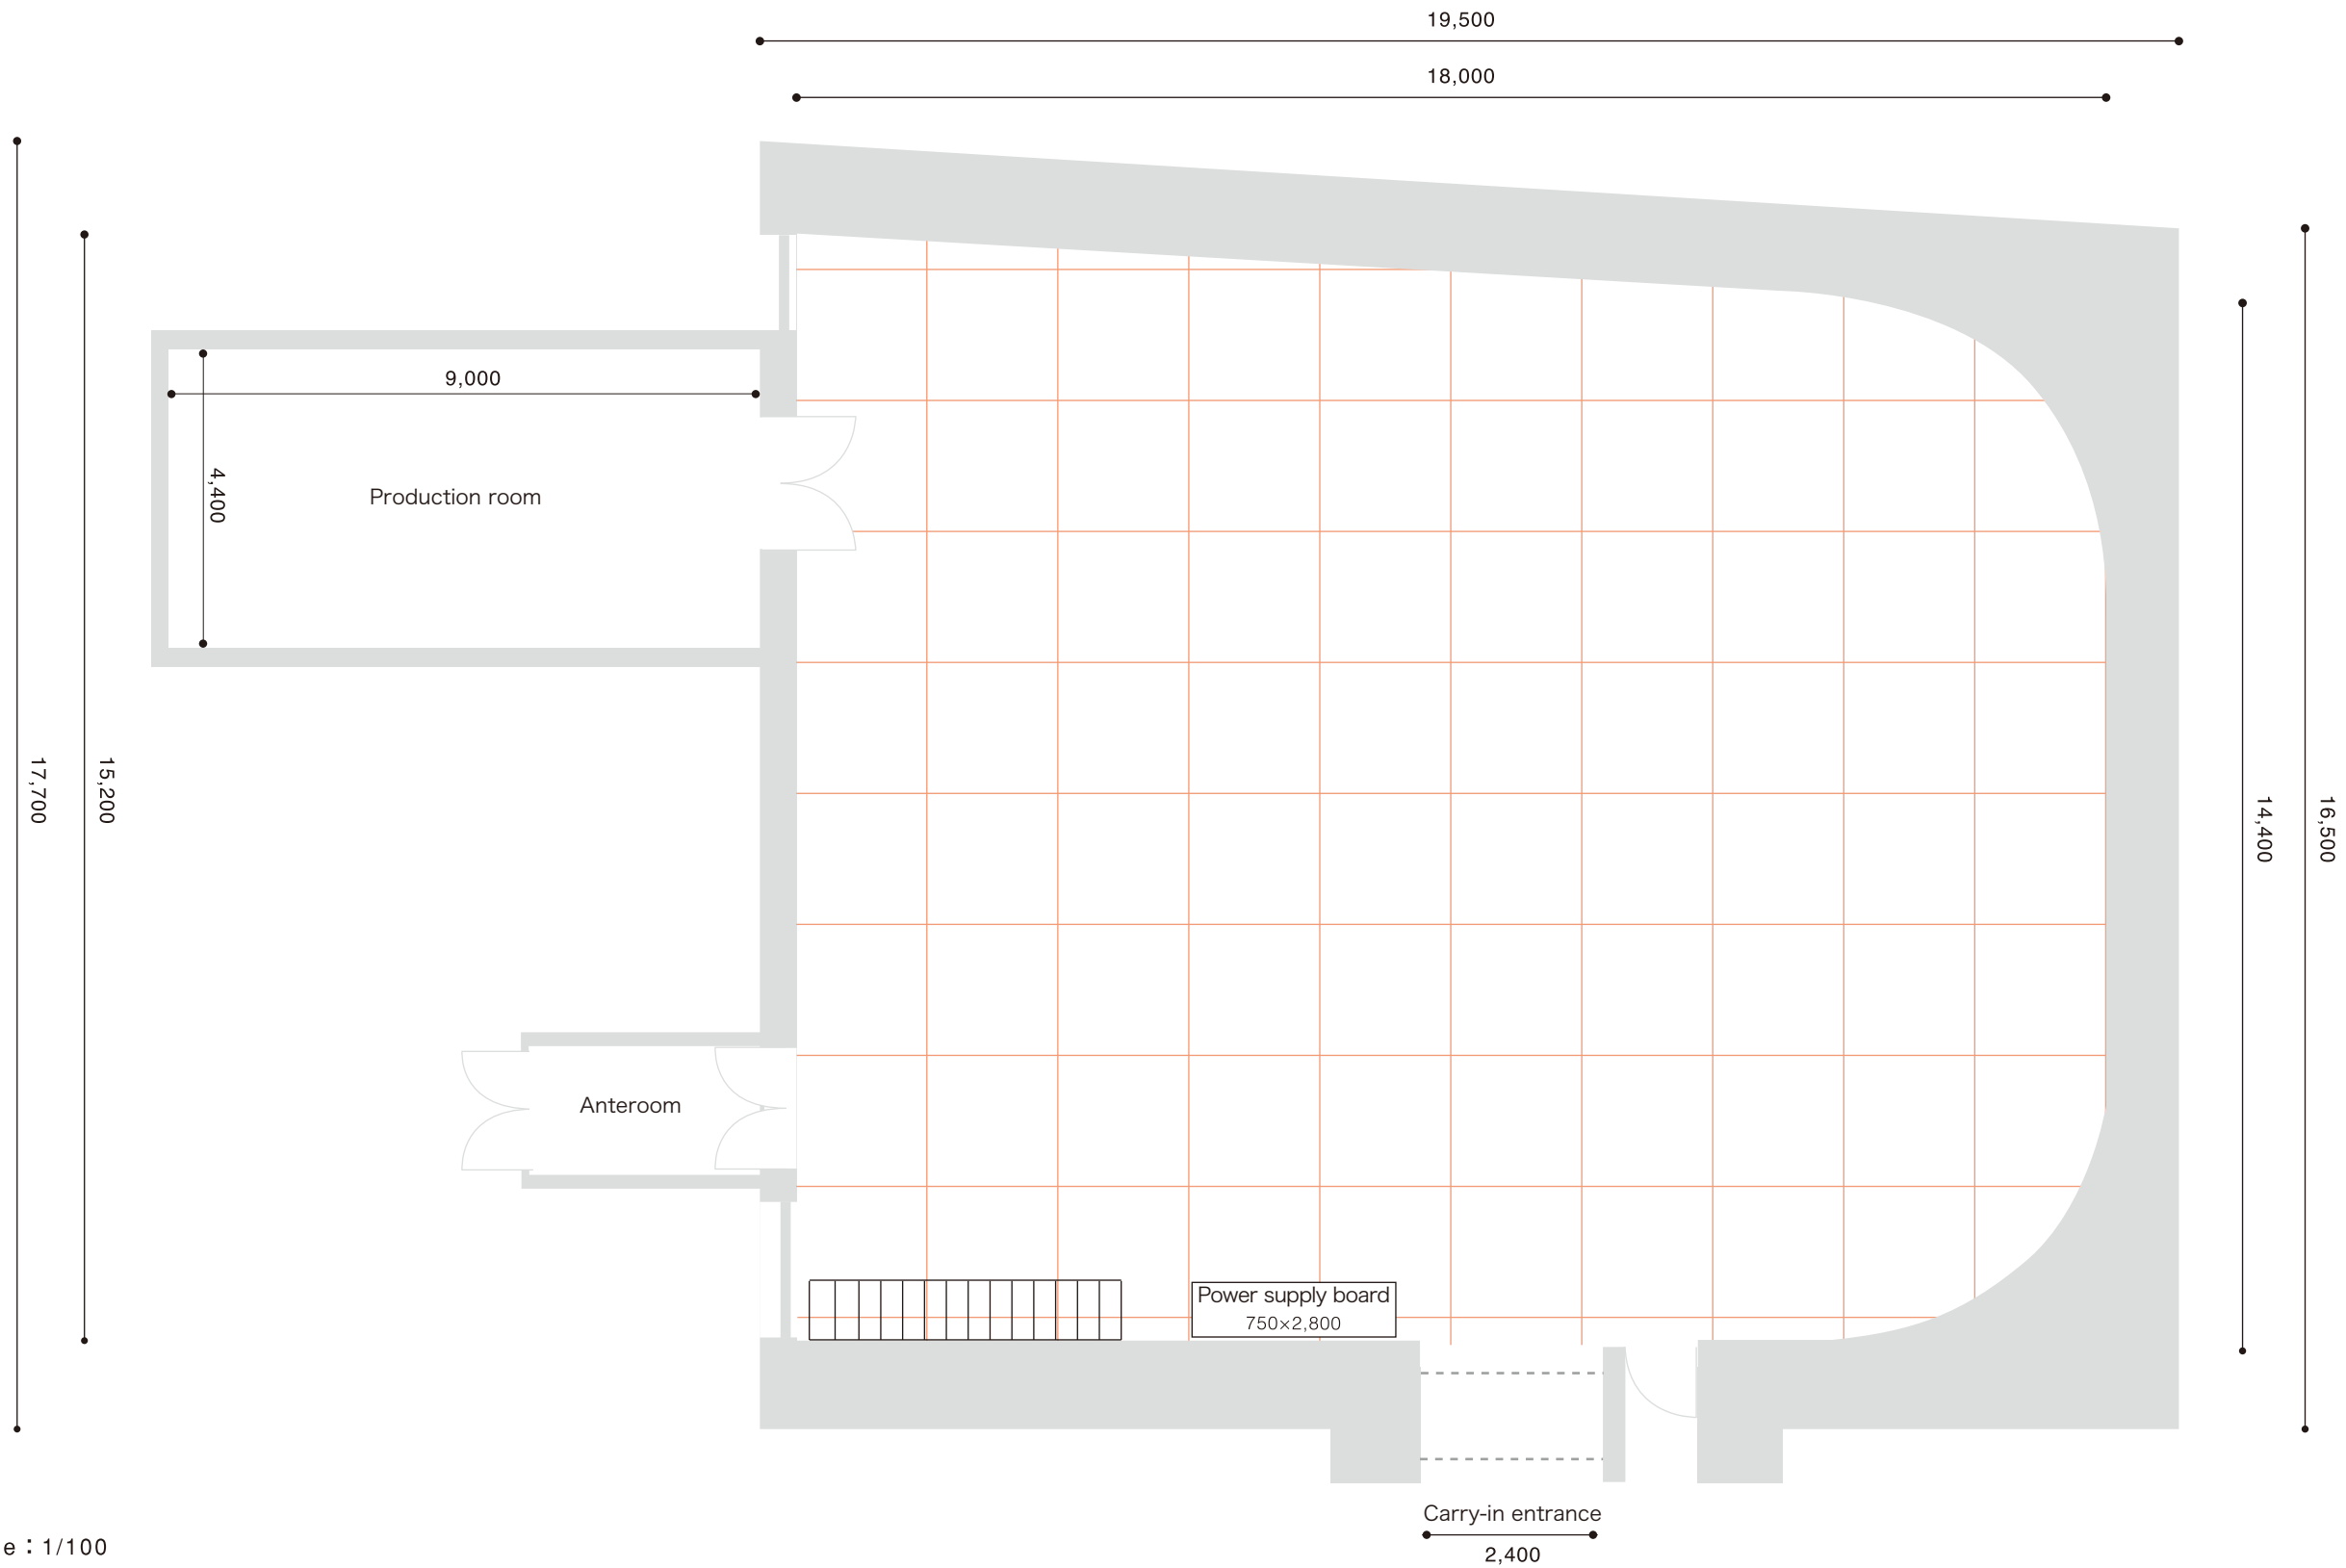 19,500
18,000
9,000
4,400
Production room
17,700
15,200
14,400
16,500
Anteroom
Power supply board
750×2,800
Carry-in entrance
2,400
e：1/100